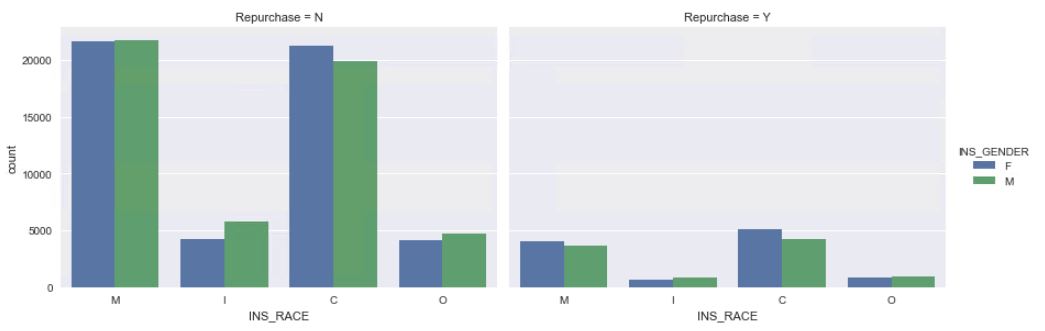 Repurchase = N
Repurchase = Y
20000
15000
10000
5000
0
count
M I C O
INS_RACE
M I C O
INS_RACE
INS_GENDER
F
M